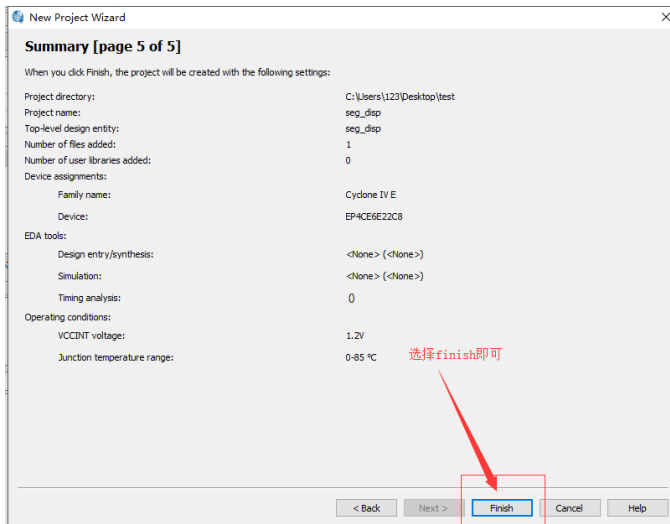 New Project Wizard
Summary [page 5 of 5]
When you click Finish, the project will be created with the following settings:
Project directory: C:\Users\123\Desktop\test
Project name: seg_disp
Top-level design entity: seg_disp
Number of files added: 1
Number of user libraries added: 0
Device assignments:
Family name: Cyclone IV E
Device: EP4CE6E22C8
EDA tools:
Design entry/synthesis: <None> (<None>)
Simulation: <None> (<None>)
Timing analysis: ()
Operating conditions:
VCCINT voltage: 1.2V
Junction temperature range: 0-85 ºC
选择finish即可
< Back Next > Finish Cancel Help